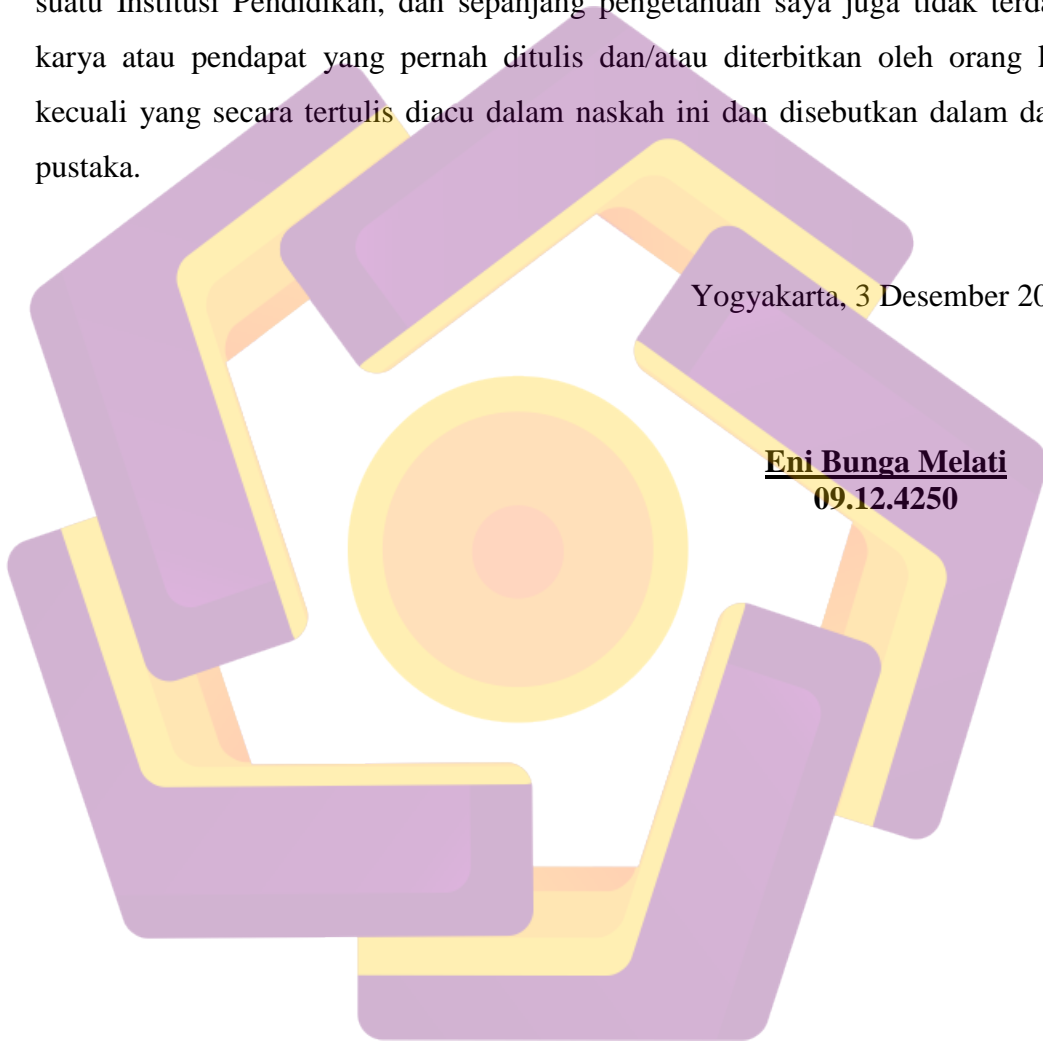 suatu Institusi Pendidikan, dan sepanjang pengetahuan saya juga tidak terda
karya atau pendapat yang pernah ditulis dan/atau diterbitkan oleh orang
kecuali yang secara tertulis diacu dalam naskah ini dan disebutkan dalam da
pustaka.
Yogyakarta, 3 Desember 20
Eni Bunga Melati
09.12.4250